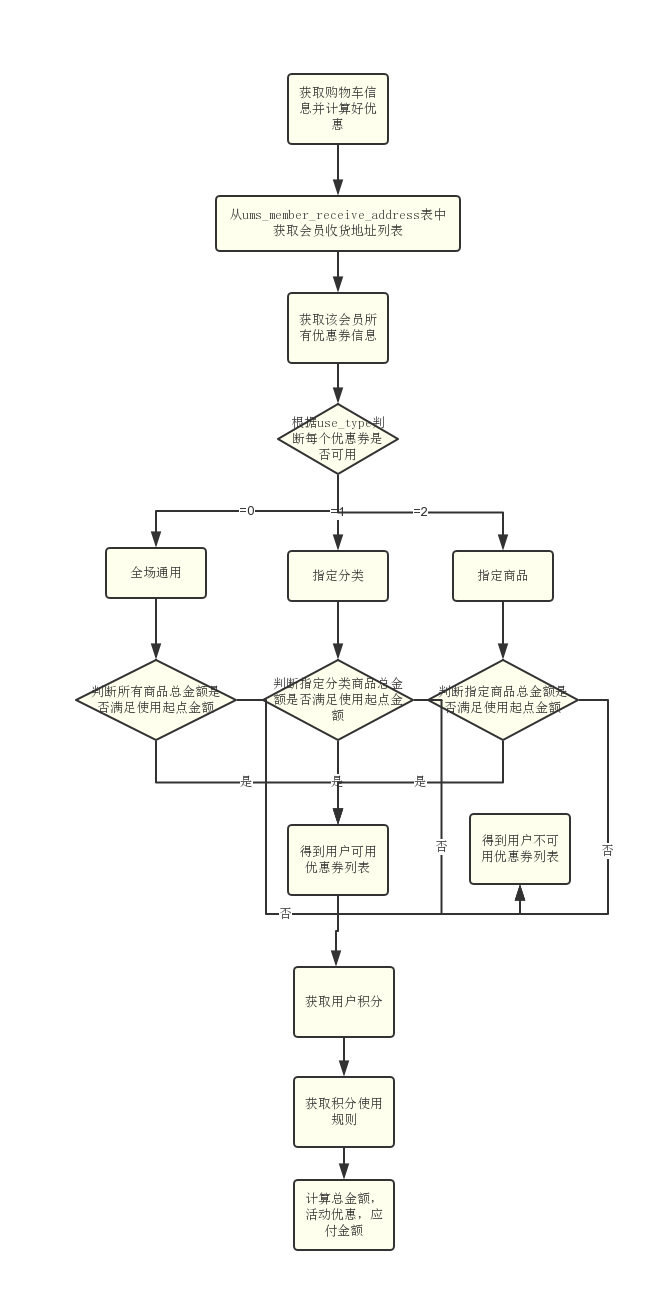 获取购物车信
息并计算好优
惠
从ums_member_receive_address表中
获取会员收货地址列表
获取该会员所
有优惠券信息
根据use_type判
断每个优惠券是
否可用
=0
=1
=2
全场通用
指定分类
指定商品
判断所有商品总金额是
否满足使用起点金额
判断指定分类商品总金
额是否满足使用起点金
额
判断指定商品总金额是
否满足使用起点金额
是
是
是
得到用户可用
优惠券列表
得到用户不可
用优惠券列表
否
否
否
获取用户积分
获取积分使用
规则
计算总金额，
活动优惠，应
付金额